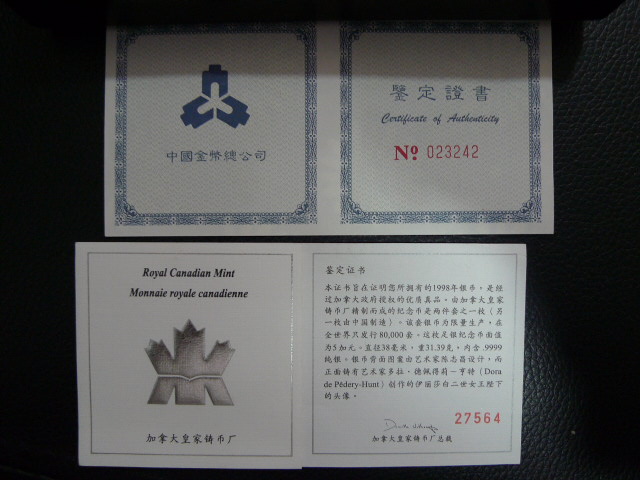 中國金幣總公司
鑒定證書
Certificate of Authenticity
Nº 023242
Royal Canadian Mint
Monnaie royale canadienne
加拿大皇家铸币厂
鉴定证书
本证书旨在证明您所拥有的1998年银币，是经
过加拿大政府授权的优质真品。由加拿大皇家
铸币厂精制而成的纪念币是两件套之一枚（另
一枚由中国制造）。该套银币为限量生产，在
全世界只发行80,000套。这枚足银纪念币面值
为5加元。直径38毫米，重31.39克，内含.9999
纯银。银币背面图案由艺术家陈志昌设计，而
正面铸有艺术家多拉．德佩得莉－亨特（Dora
de Pédery-Hunt）创作的伊丽莎白二世女王陛下
的头像。
27564
加拿大皇家铸币厂总裁